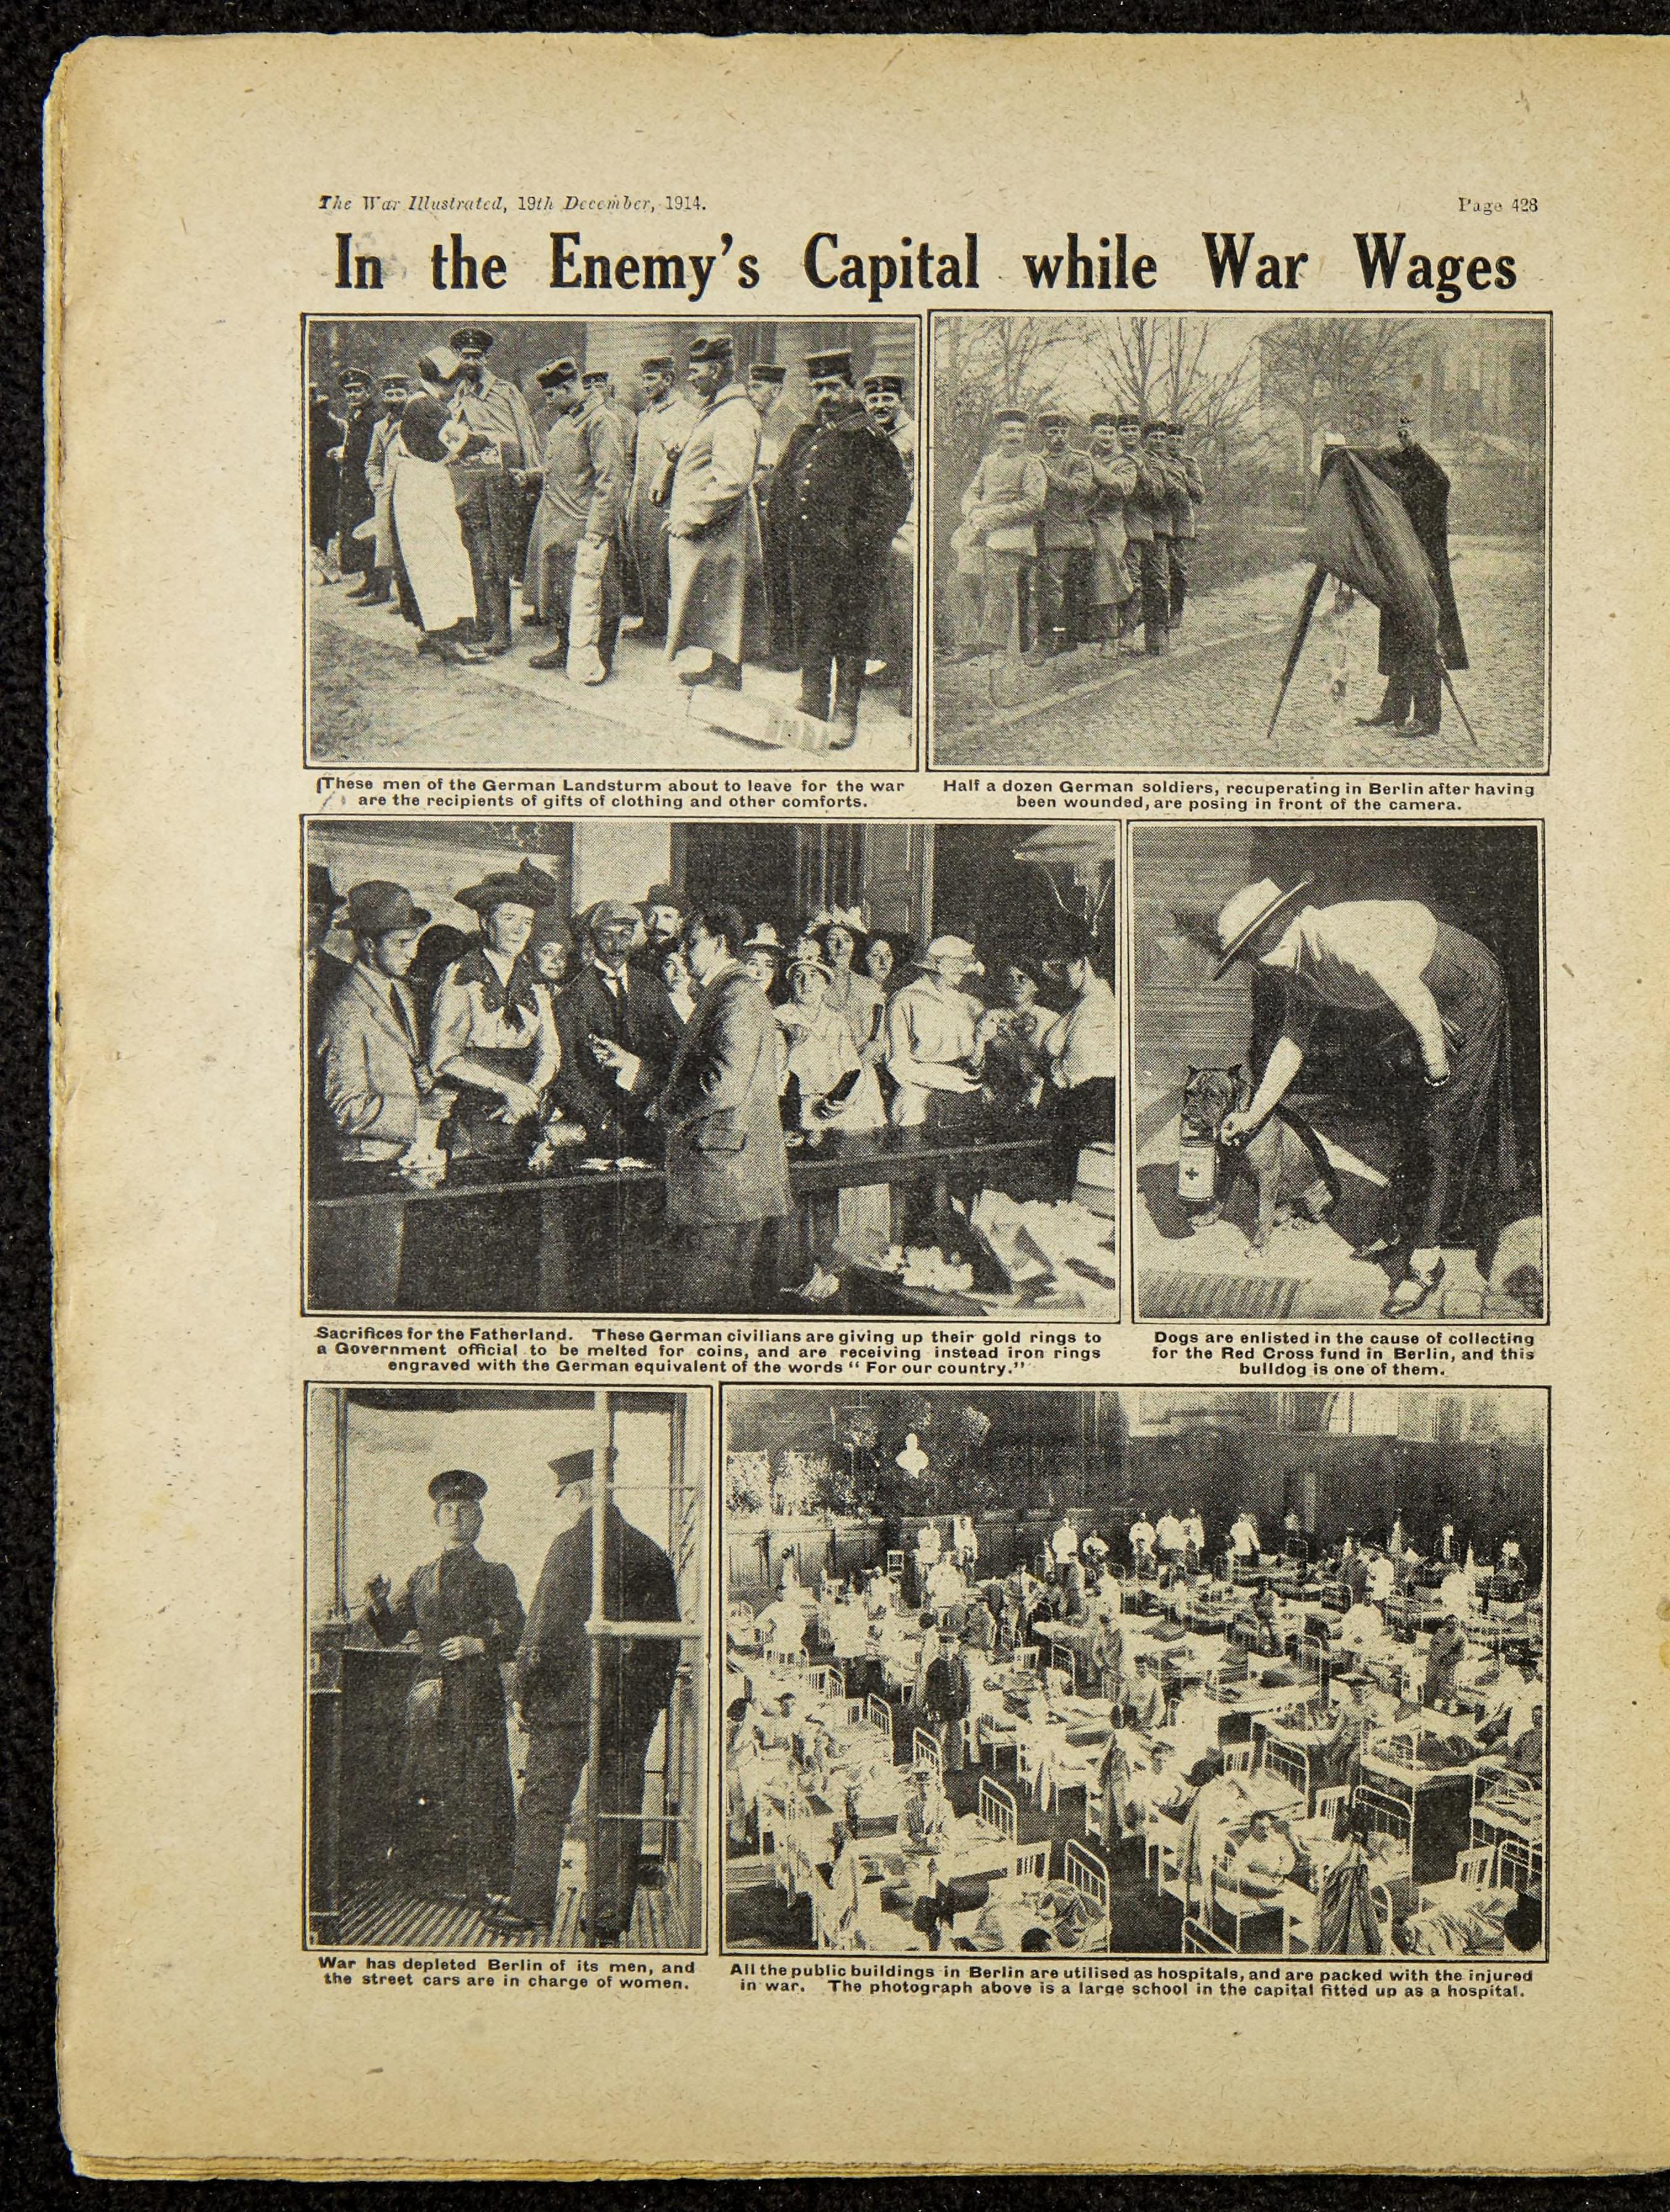 The War Illustrated, 19th December, 1914.
Page 428
In the Enemy's Capital while War Wages
These men of the German Landsturm about to leave for the war
are the recipients of gifts of clothing and other comforts.
Half a dozen German soldiers, recuperating in Berlin after having
been wounded, are posing in front of the camera.
Sacrifices for the Fatherland. These German civilians are giving up their gold rings to
a Government official to be melted for coins, and are receiving instead iron rings
engraved with the German equivalent of the words "For our country."
Dogs are enlisted in the cause of collecting
for the Red Cross fund in Berlin, and this
bulldog is one of them.
War has depleted Berlin of its men, and
the street cars are in charge of women.
All the public buildings in Berlin are utilised as hospitals, and are packed with the injured
in war. The photograph above is a large school in the capital fitted up as a hospital.